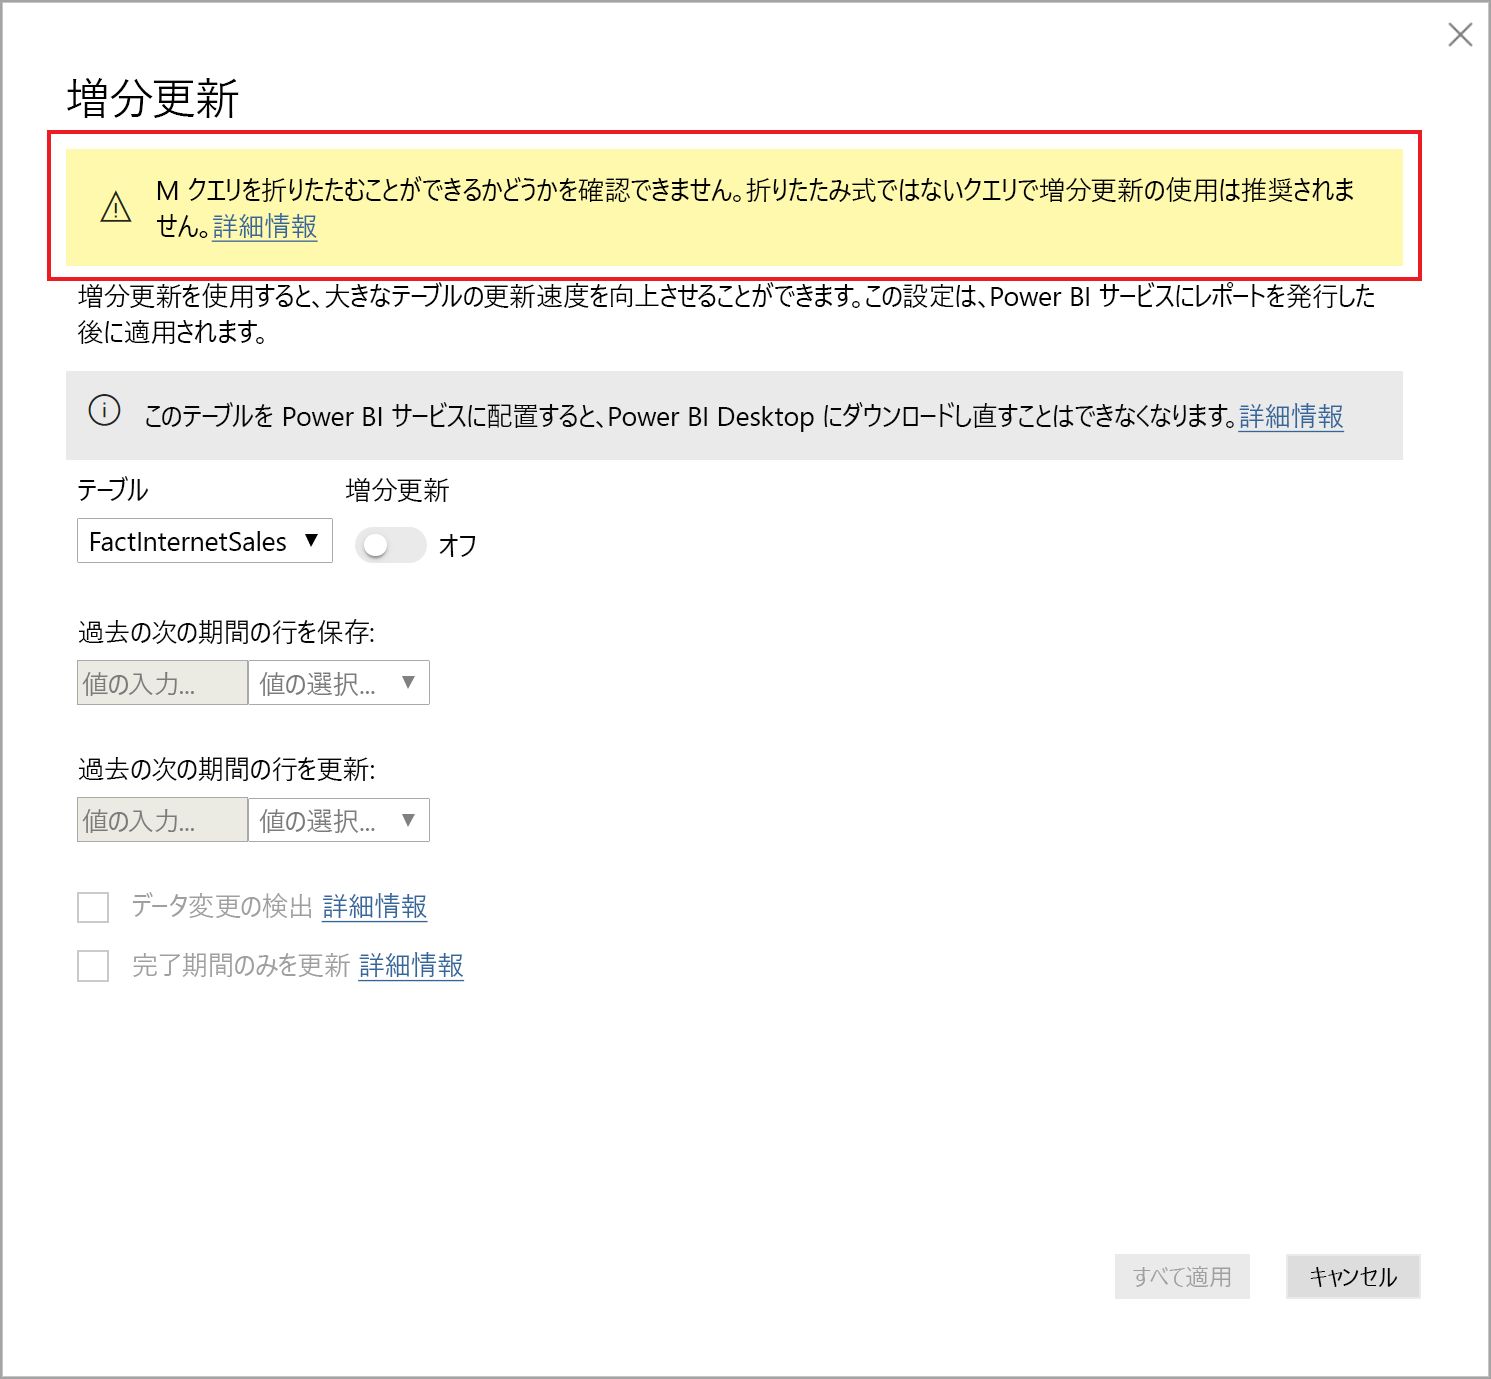 増分更新
M クエリを折りたたむことができるかどうかを確認できません。折りたたみ式ではないクエリで増分更新の使用は推奨されま
せん。詳細情報
増分更新を使用すると、大きなテーブルの更新速度を向上させることができます。この設定は、Power BI サービスにレポートを発行した
後に適用されます。
このテーブルを Power BI サービスに配置すると、Power BI Desktop にダウンロードし直すことはできなくなります。詳細情報
テーブル 増分更新
FactInternetSales オフ
過去の次の期間の行を保存:
値の入力... 値の選択...
過去の次の期間の行を更新:
値の入力... 値の選択...
データ変更の検出 詳細情報
完了期間のみを更新 詳細情報
すべて適用 キャンセル